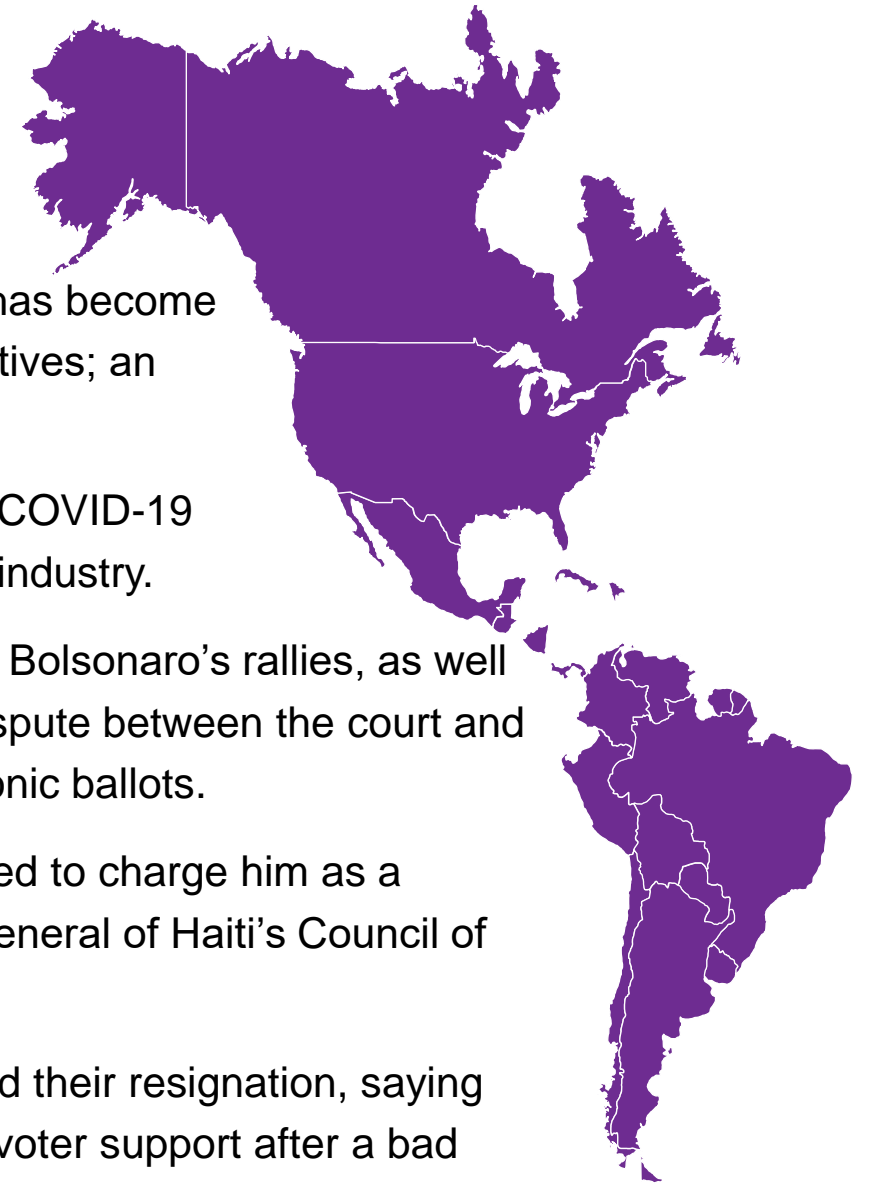 has become
tives; an
COVID-19
industry.
Bolsonaro’s rallies, as well
spute between the court and
onic ballots.
ed to charge him as a
eneral of Haiti’s Council of
d their resignation, saying
voter support after a bad